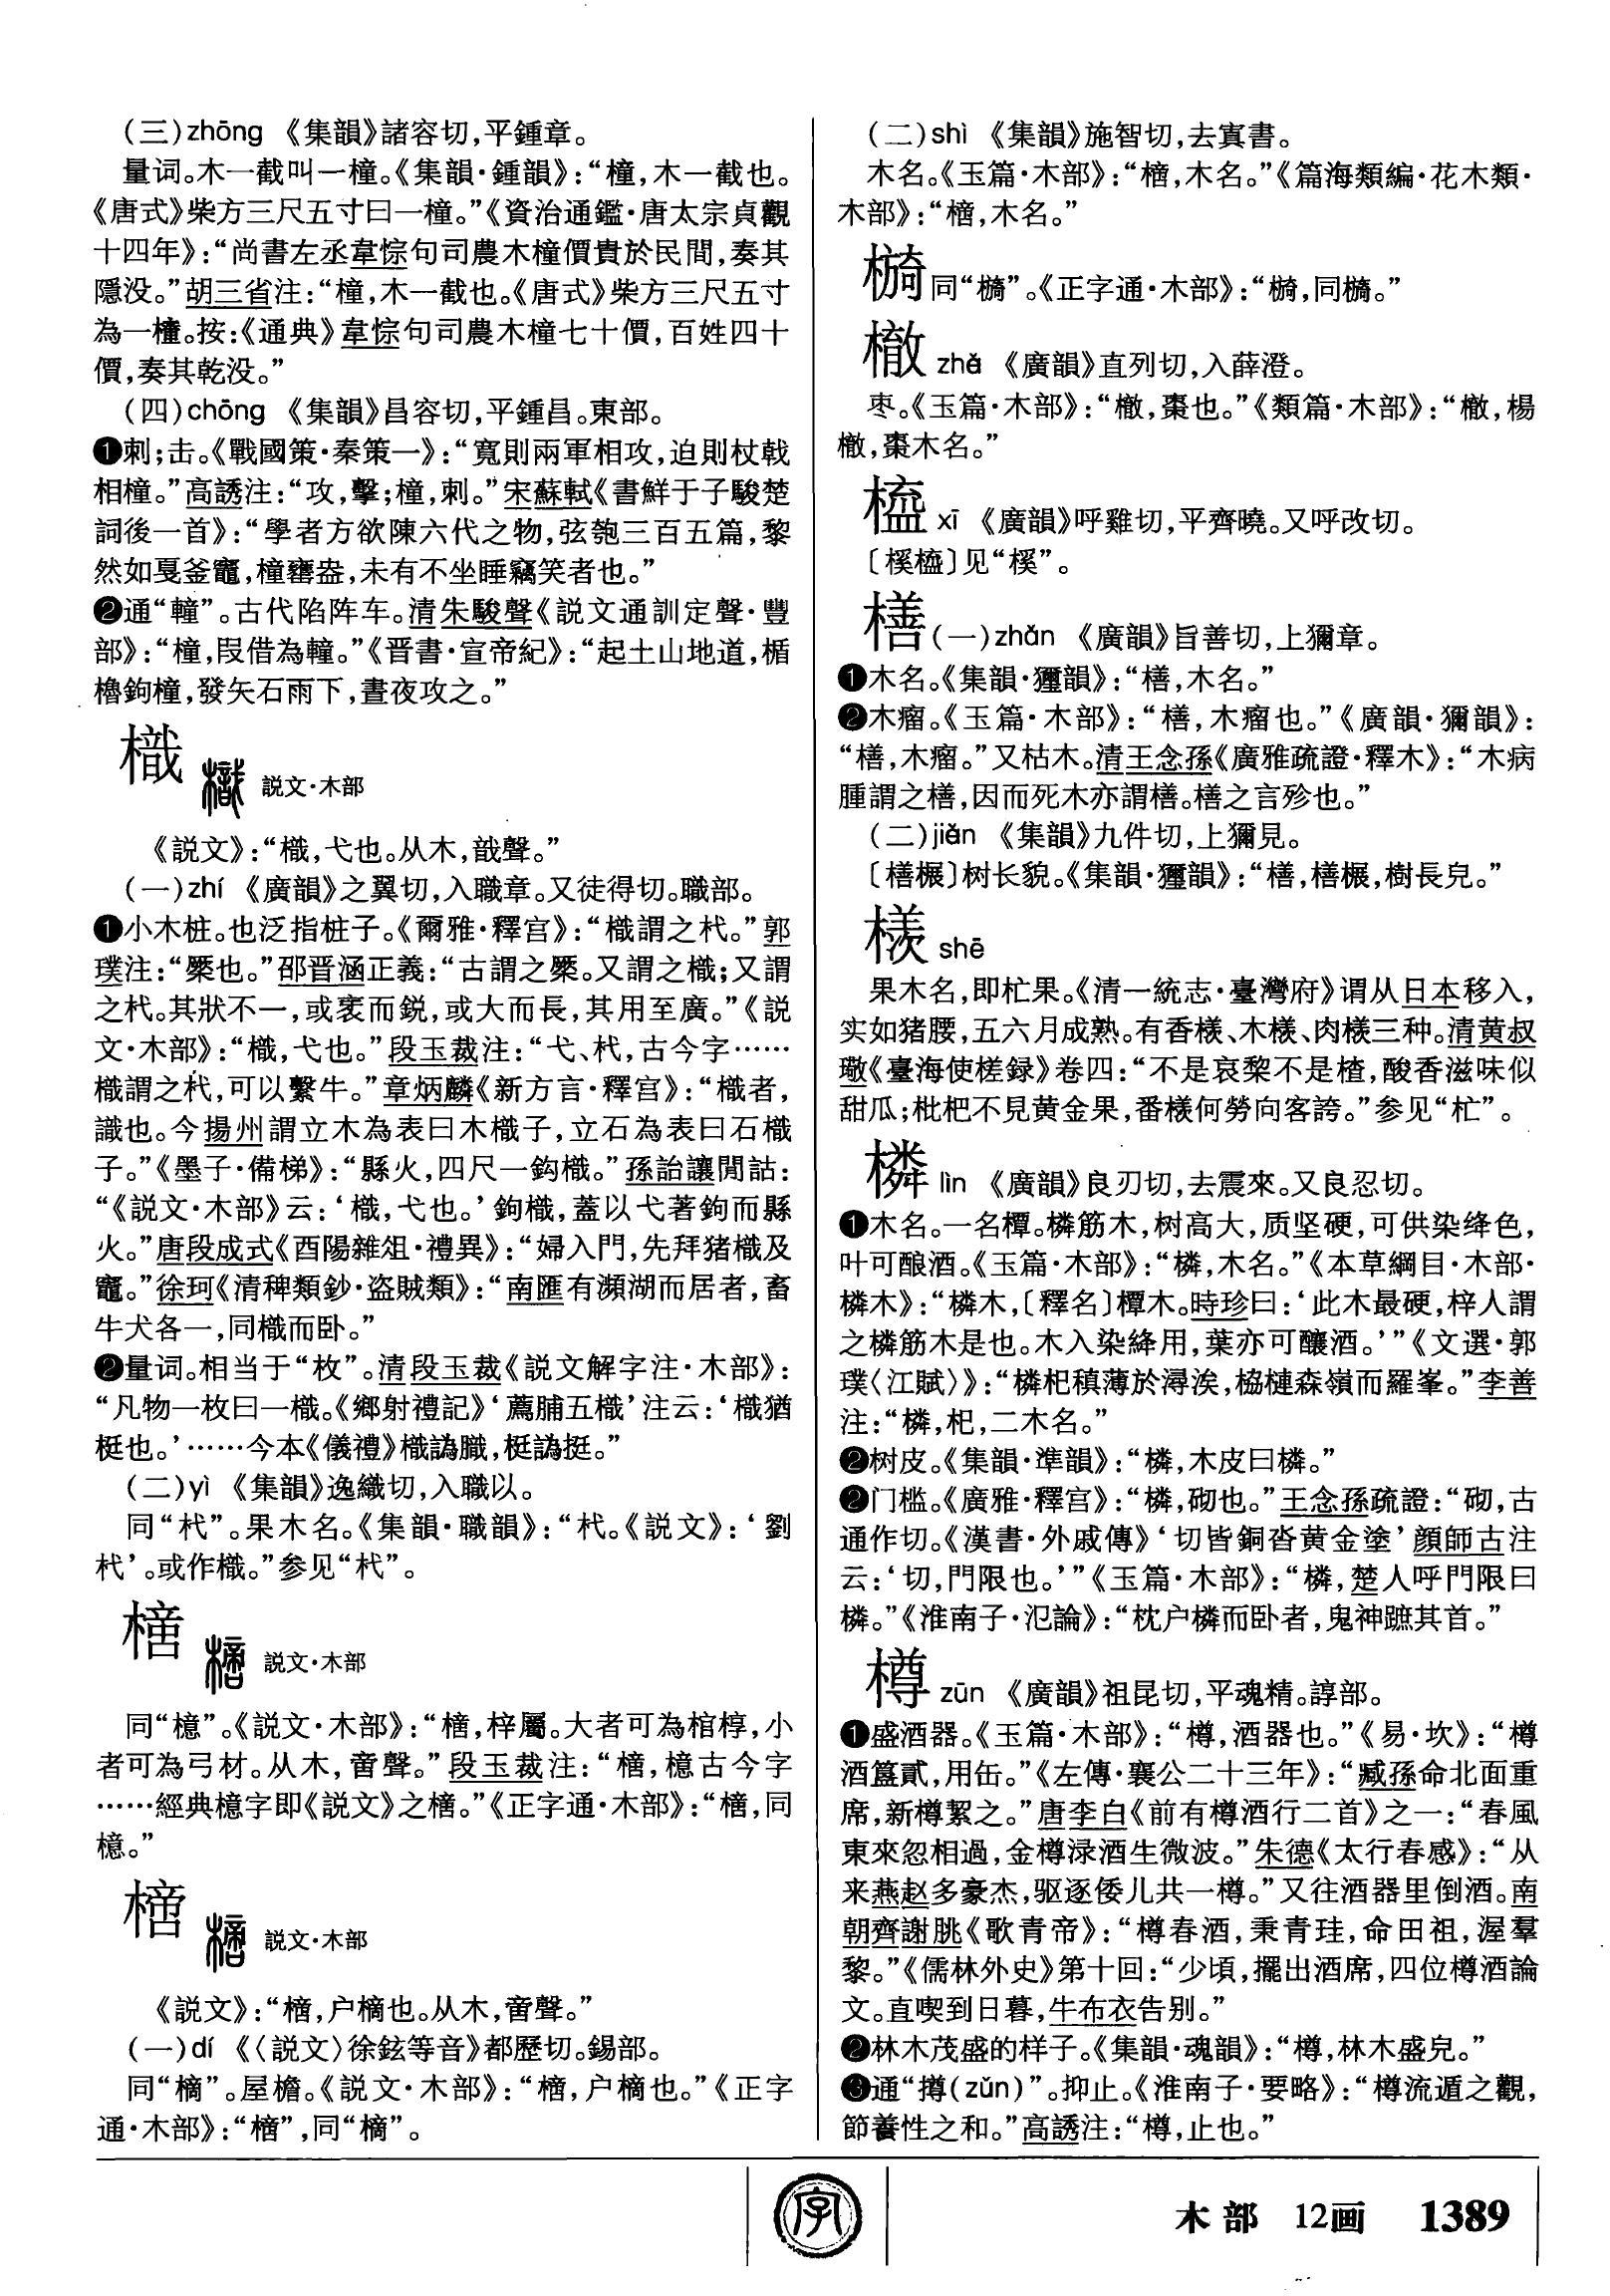 (三)zhōng 《集韻》諸容切,平鍾章。
量词。木一截叫一橦。《集韻·鍾韻》:“橦,木一截也。
《唐式》柴方三尺五寸曰一橦。”《資治通鑑·唐太宗貞觀
十四年》:“尚書左丞韋悰句司農木橦價貴於民間,奏其
隱没。”胡三省注:“橦,木一截也。《唐式》柴方三尺五寸
為一橦。按:《通典》韋悰句司農木橦七十價,百姓四十
價,奏其乾没。”
(四)chōng 《集韻》昌容切,平鍾昌。東部。
❶刺;击。《戰國策·秦策一》:“寬則兩軍相攻,迫則杖戟
相橦。”高誘注:“攻,擊;橦,刺。”宋蘇軾《書鮮于子駿楚
詞後一首》:“學者方欲陳六代之物,弦匏三百五篇,黎
然如戛釜竈,橦甕盎,未有不坐睡竊笑者也。”
❷通“䡴”。古代陷阵车。清朱駿聲《説文通訓定聲·豐
部》:“橦,叚借為䡴。”《晋書·宣帝紀》:“起土山地道,楯
櫓鉤橦,發矢石雨下,晝夜攻之。”
樴 説文·木部
《説文》:“樴,弋也。从木,戠聲。”
(一)zhí 《廣韻》之翼切,入職章。又徒得切。職部。
❶小木桩。也泛指桩子。《爾雅·釋宫》:“樴謂之杙。”郭
璞注:“橜也。”邵晋涵正義:“古謂之橜。又謂之樴;又謂
之杙。其狀不一,或衺而鋭,或大而長,其用至廣。”《説
文·木部》:“樴,弋也。”段玉裁注:“弋、杙,古今字……
樴謂之杙,可以繫牛。”章炳麟《新方言·釋宫》:“樴者,
識也。今揚州謂立木為表曰木樴子,立石為表曰石樴
子。”《墨子·備梯》:“縣火,四尺一鈎樴。”孫詒讓閒詁:
“《説文·木部》云:‘樴,弋也。’鉤樴,蓋以弋著鉤而縣
火。”唐段成式《酉陽雜俎·禮異》:“婦入門,先拜猪樴及
竈。”徐珂《清稗類鈔·盗賊類》:“南匯有瀕湖而居者,畜
牛犬各一,同樴而卧。”
❷量词。相当于“枚”。清段玉裁《説文解字注·木部》:
“凡物一枚曰一樴。《鄉射禮記》‘薦脯五樴’注云:‘樴猶
梃也。’……今本《儀禮》樴譌膱,梃譌挺。”
(二)yì 《集韻》逸織切,入職以。
同“杙”。果木名。《集韻·職韻》:“杙。《説文》:‘劉
杙’。或作樴。”参见“杙”。
説文·木部
同“檍”。《説文·木部》:“,梓屬。大者可為棺椁,小
者可為弓材。从木,啻聲。”段玉裁注:“,檍古今字
……經典檍字即《説文》之。”《正字通·木部》:“,同
檍。”
樀 説文·木部
《説文》:“樀,户樀也。从木,啻聲。”
(一)dí 《〈説文〉徐鉉等音》都歷切。錫部。
同“樀”。屋檐。《説文·木部》:“,户樀也。”《正字
通·木部》:“”,同“樀”。
(二)shì 《集韻》施智切,去寘書。
木名。《玉篇·木部》:“,木名。”《篇海類編·花木類·
木部》:“,木名。”
同“檹”。《正字通·木部》:“,同檹。”
㯙 zhě 《廣韻》直列切,入薛澄。
枣。《玉篇·木部》:“㯙,棗也。”《類篇·木部》:“㯙,楊
㯙,棗木名。”
橀 xī 《廣韻》呼雞切,平齊曉。又呼改切。
〔榽橀〕见“榽”。
橏 (一)zhǎn 《廣韻》旨善切,上獮章。
❶木名。《集韻·獮韻》:“橏,木名。”
❷木瘤。《玉篇·木部》:“橏,木瘤也。”《廣韻·獮韻》:
“橏,木瘤。”又枯木。清王念孫《廣雅疏證·釋木》:“木病
腫謂之橏,因而死木亦謂橏。橏之言殄也。”
(二)jiǎn 《集韻》九件切,上獮見。
〔橏榐〕树长貌。《集韻·獮韻》:“橏,橏榐,樹長皃。”
檨 shē
果木名,即杧果。《清一統志·臺灣府》谓从日本移入,
实如猪腰,五六月成熟。有香檨、木檨、肉檨三种。清黄叔
璥《臺海使槎録》卷四:“不是哀棃不是楂,酸香滋味似
甜瓜;枇杷不見黄金果,番檨何勞向客誇。”参见“杧”。
橉 lìn 《廣韻》良刃切,去震來。又良忍切。
❶木名。一名橝。橉筋木,树高大,质坚硬,可供染绛色,
叶可酿酒。《玉篇·木部》:“橉,木名。”《本草綱目·木部·
橉木》:“橉木,〔釋名〕橝木。時珍曰:‘此木最硬,梓人謂
之橉筋木是也。木入染絳用,葉亦可釀酒。’”《文選·郭
璞〈江賦〉》:“橉杞稹薄於潯涘,栛槤森嶺而羅峯。”李善
注:“橉,杞,二木名。”
❷树皮。《集韻·準韻》:“橉,木皮曰橉。”
❷门槛。《廣雅·釋宫》:“橉,砌也。”王念孫疏證:“砌,古
通作切。《漢書·外戚傳》‘切皆銅沓黄金塗’顔師古注
云:‘切,門限也。’”《玉篇·木部》:“橉,楚人呼門限曰
橉。”《淮南子·氾論》:“枕户橉而卧者,鬼神蹠其首。”
樽 zūn 《廣韻》祖昆切,平魂精。諄部。
❶盛酒器。《玉篇·木部》:“樽,酒器也。”《易·坎》:“樽
酒簋貳,用缶。”《左傳·襄公二十三年》:“臧孫命北面重
席,新樽絜之。”唐李白《前有樽酒行二首》之一:“春風
東來忽相過,金樽渌酒生微波。”朱德《太行春感》:“从
来燕赵多豪杰,驱逐倭儿共一樽。”又往酒器里倒酒。南
朝齊謝朓《歌青帝》:“樽春酒,秉青珪,命田祖,渥羣
黎。”《儒林外史》第十回:“少頃,擺出酒席,四位樽酒論
文。直喫到日暮,牛布衣告别。”
❷林木茂盛的样子。《集韻·魂韻》:“樽,林木盛皃。”
❸通“撙(zǔn)”。抑止。《淮南子·要略》:“樽流遁之觀,
節養性之和。”高誘注:“樽,止也。”
字
木部 12画 1389